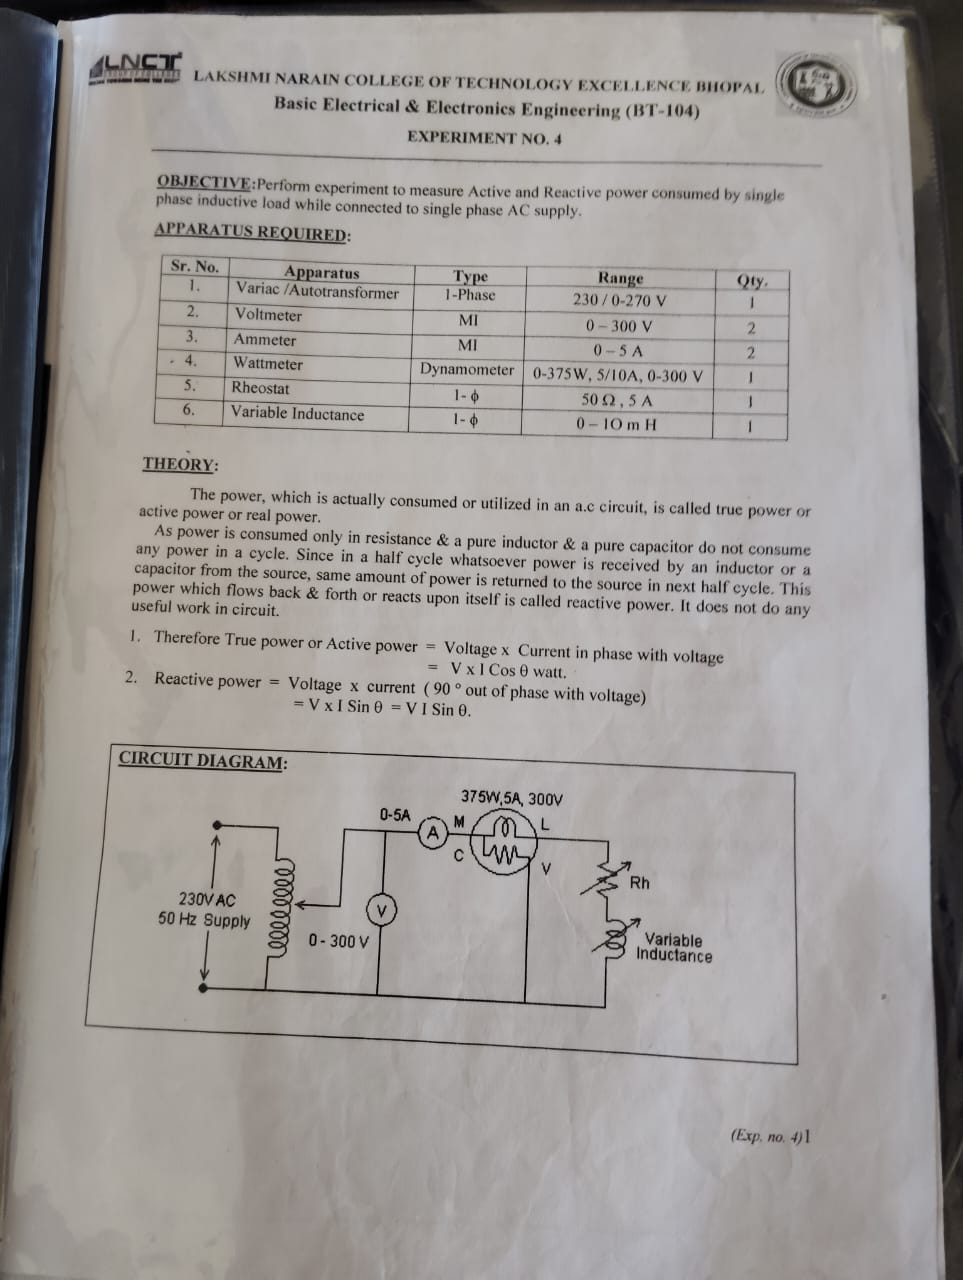 LNCT
LAKSHMI NARAIN COLLEGE OF TECHNOLOGY EXCELLENCE BHOPAL
Basic Electrical & Electronics Engineering (BT-104)
EXPERIMENT NO. 4
OBJECTIVE:Perform experiment to measure Active and Reactive power consumed by single
phase inductive load while connected to single phase AC supply.
APPARATUS REQUIRED:
Sr. No. Apparatus Type Range Qty.
1. Variac /Autotransformer 1-Phase 230 / 0-270 V 1
2. Voltmeter MI 0 – 300 V 2
3. Ammeter MI 0 – 5 A 2
4. Wattmeter Dynamometer 0-375W, 5/10A, 0-300 V 1
5. Rheostat 1- ϕ 50 Ω , 5 A 1
6. Variable Inductance 1- ϕ 0 – 10 m H 1
THEORY:
The power, which is actually consumed or utilized in an a.c circuit, is called true power or
active power or real power.
As power is consumed only in resistance & a pure inductor & a pure capacitor do not consume
any power in a cycle. Since in a half cycle whatsoever power is received by an inductor or a
capacitor from the source, same amount of power is returned to the source in next half cycle. This
power which flows back & forth or reacts upon itself is called reactive power. It does not do any
useful work in circuit.
1. Therefore True power or Active power = Voltage x Current in phase with voltage
= V x I Cos θ watt.
2. Reactive power = Voltage x current ( 90 ° out of phase with voltage)
= V x I Sin θ = V I Sin θ.
CIRCUIT DIAGRAM:
375W,5A, 300V
0-5A
A
M
L
C
V
230V AC
50 Hz Supply
V
0 - 300 V
Rh
Variable
Inductance
(Exp. no. 4)1